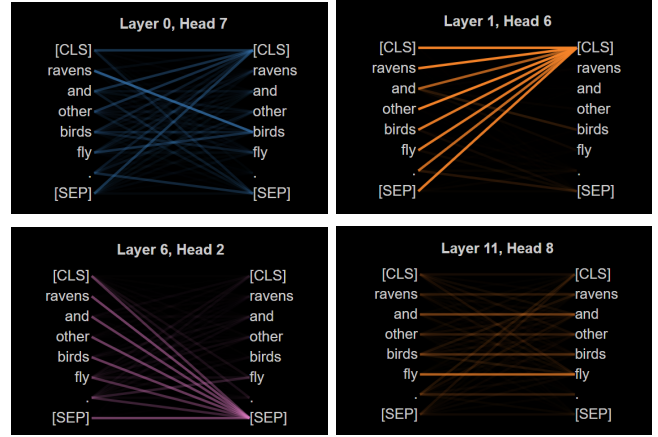 Layer 0, Head 7
[CLS] [CLS]
ravens ravens
and and
other other
birds birds
fly fly
. .
[SEP] [SEP]
Layer 1, Head 6
[CLS] [CLS]
ravens ravens
and and
other other
birds birds
fly fly
. .
[SEP] [SEP]
Layer 6, Head 2
[CLS] [CLS]
ravens ravens
and and
other other
birds birds
fly fly
. .
[SEP] [SEP]
Layer 11, Head 8
[CLS] [CLS]
ravens ravens
and and
other other
birds birds
fly fly
. .
[SEP] [SEP]